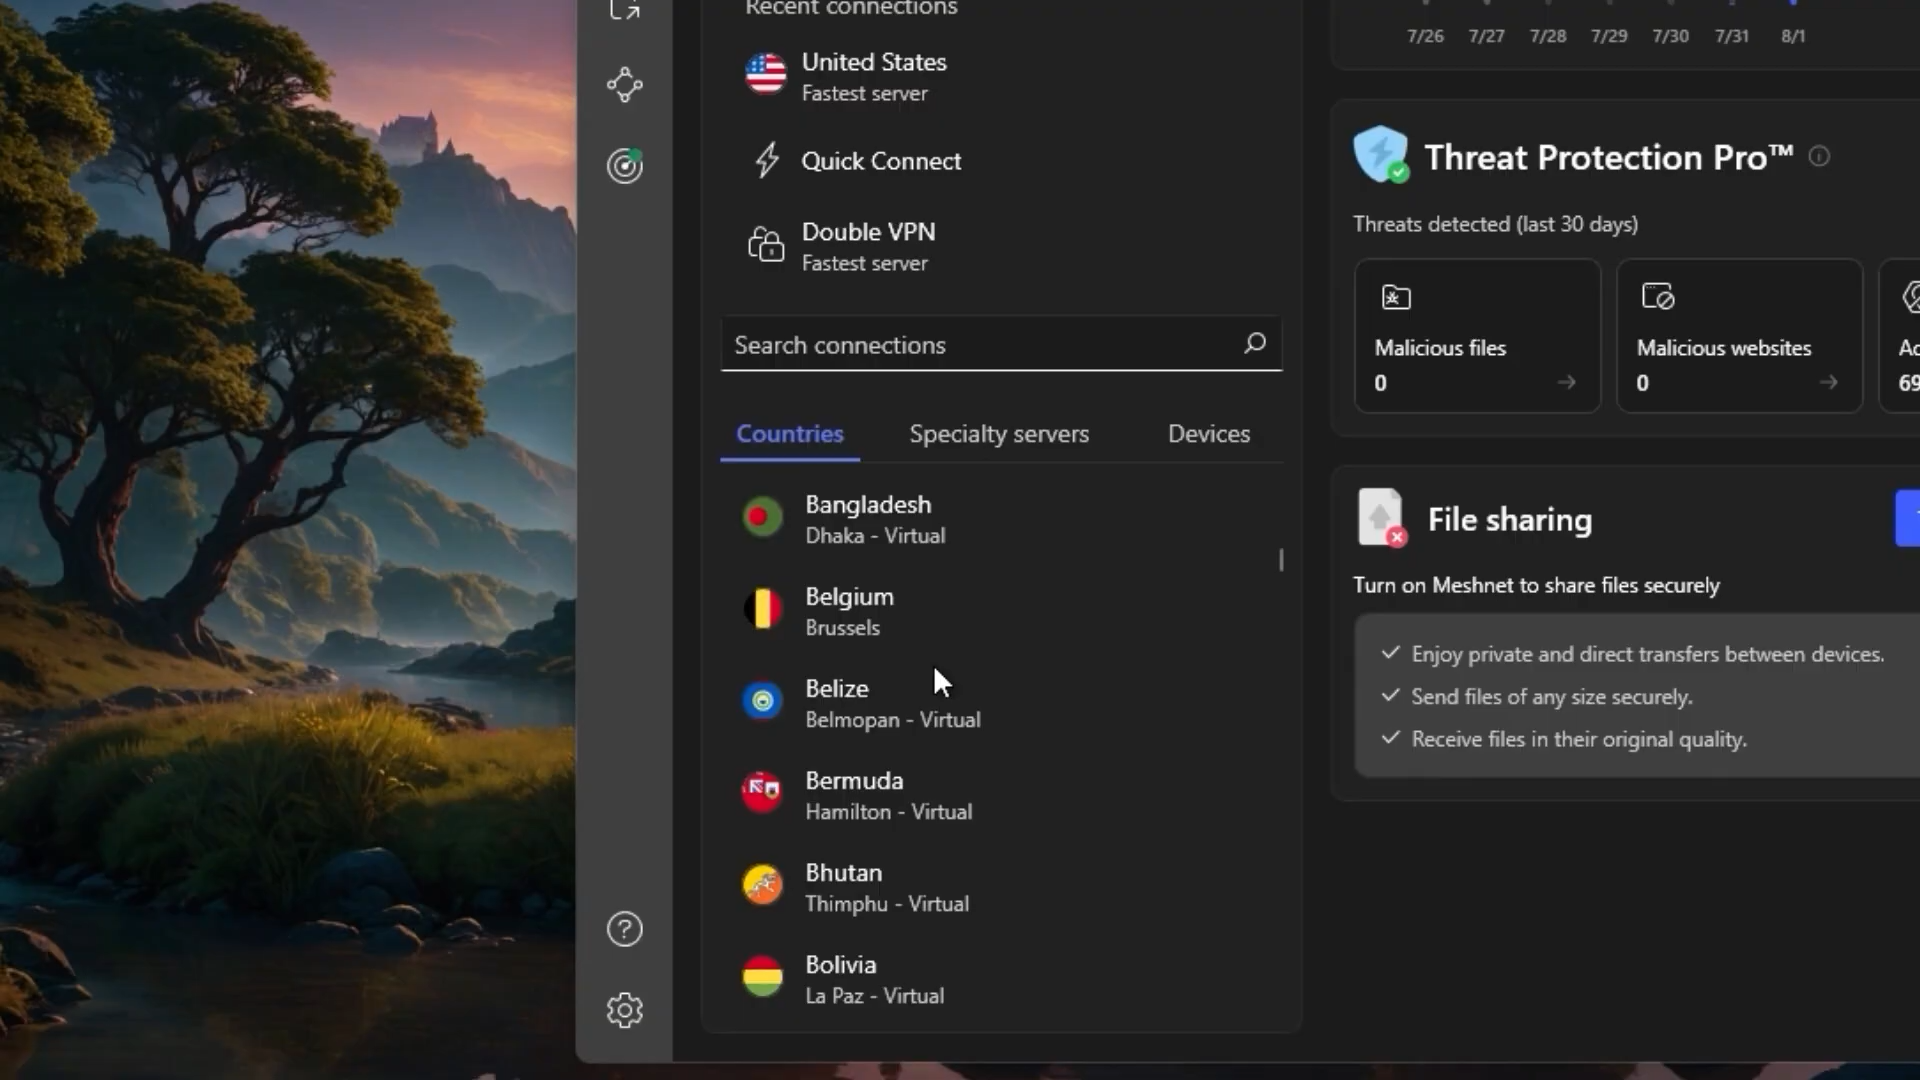 Recent connections
United States
Fastest server
Quick Connect
Double VPN
Fastest server
Search connections
Countries
Specialty servers
Devices
Bangladesh
Dhaka - Virtual
Belgium
Brussels
Belize
Belmopan - Virtual
Bermuda
Hamilton - Virtual
Bhutan
Thimphu - Virtual
Bolivia
La Paz - Virtual
7/26 7/27 7/28 7/29 7/30 7/31 8/1
Threat Protection Pro™
Threats detected (last 30 days)
Malicious files
0
Malicious websites
0
69
File sharing
Turn on Meshnet to share files securely
Enjoy private and direct transfers between devices.
Send files of any size securely.
Receive files in their original quality.